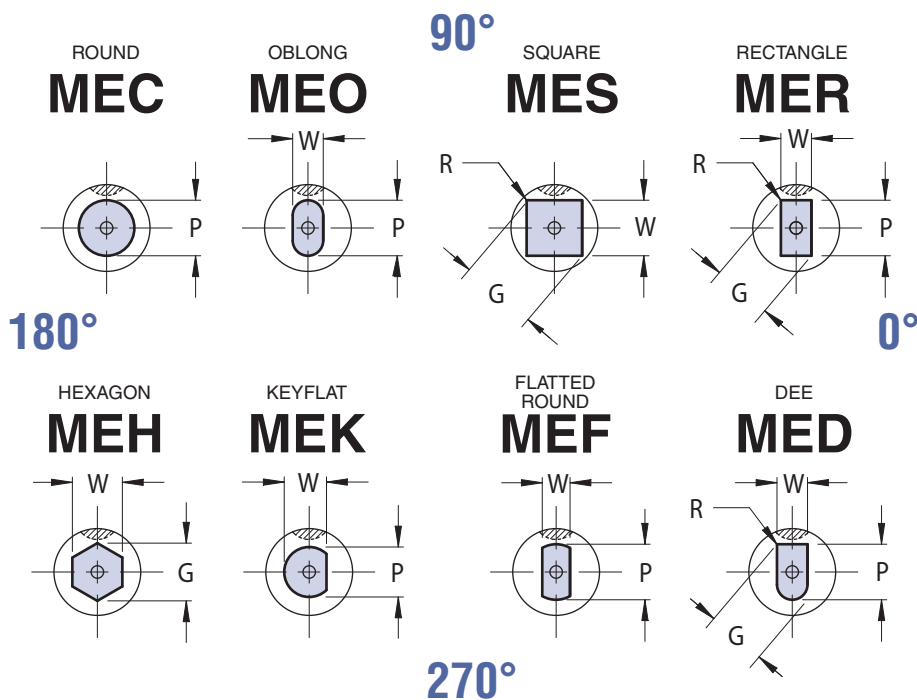 90°
ROUND
MEC
P
OBLONG
MEO
W
P
SQUARE
MES
R
W
G
RECTANGLE
MER
W
R
P
G
180°
0°
HEXAGON
MEH
W
G
KEYFLAT
MEK
W
P
FLATTED
ROUND
MEF
W
P
DEE
MED
W
R
P
G
270°